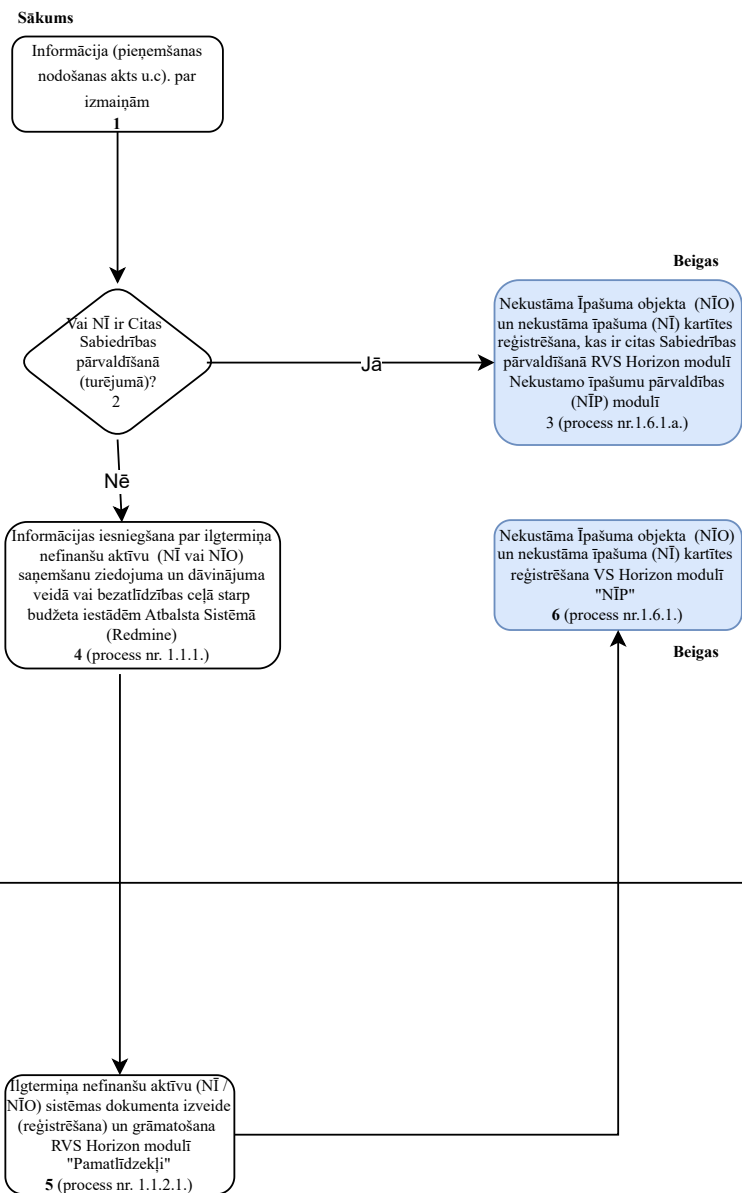 Sākums
Informācija (pieņemšanas
nodošanas akts u.c). par
izmaiņām
1
Vai NĪ ir Citas
Sabiedrības
pārvaldīšanā
(turējumā)?
2
Jā
Beigas
Nekustāma Īpašuma objekta (NĪO)
un nekustāma īpašuma (NĪ) kartītes
reģistrēšana, kas ir citas Sabiedrības
pārvaldīšanā RVS Horizon modulī
Nekustamo īpašumu pārvaldības
(NĪP) modulī
3 (process nr.1.6.1.a.)
Nē
Informācijas iesniegšana par ilgtermiņa
nefinanšu aktīvu (NĪ vai NĪO)
saņemšanu ziedojuma un dāvinājuma
veidā vai bezatlīdzības ceļā starp
budžeta iestādēm Atbalsta Sistēmā
(Redmine)
4 (process nr. 1.1.1.)
Nekustāma Īpašuma objekta (NĪO)
un nekustāma īpašuma (NĪ) kartītes
reģistrēšana VS Horizon modulī
"NĪP"
6 (process nr.1.6.1.)
Beigas
Ilgtermiņa nefinanšu aktīvu (NĪ /
NĪO) sistēmas dokumenta izveide
(reģistrēšana) un grāmatošana
RVS Horizon modulī
"Pamatlīdzekļi"
5 (process nr. 1.1.2.1.)